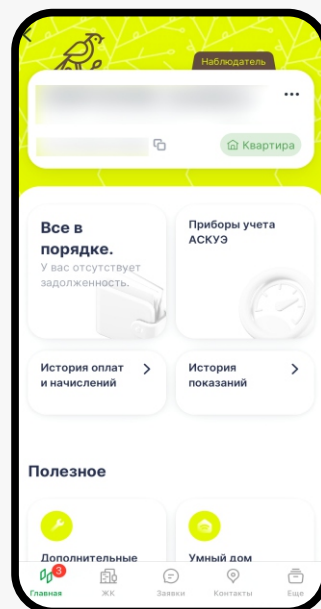 Наблюдатель
Квартира
Все в
порядке.
У вас отсутствует
задолженность.
Приборы учета
АСКУЭ
История оплат
и начислений
История
показаний
Полезное
Дополнительные
Умный дом
3
Главная
ЖК
Заявки
Контакты
Еще